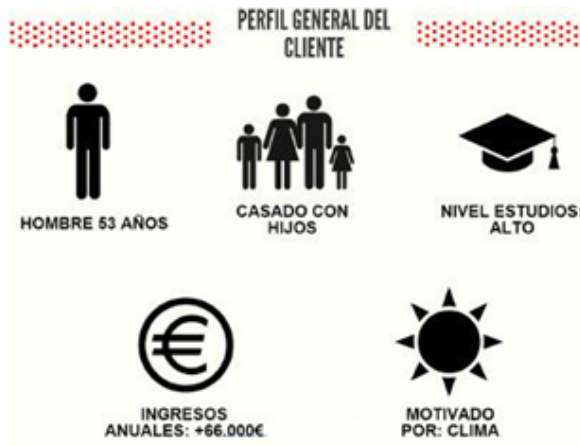 PERFIL GENERAL DEL
CLIENTE
HOMBRE 53 AÑOS
CASADO CON
HIJOS
NIVEL ESTUDIOS:
ALTO
INGRESOS
ANUALES: +66.000€
MOTIVADO
POR: CLIMA